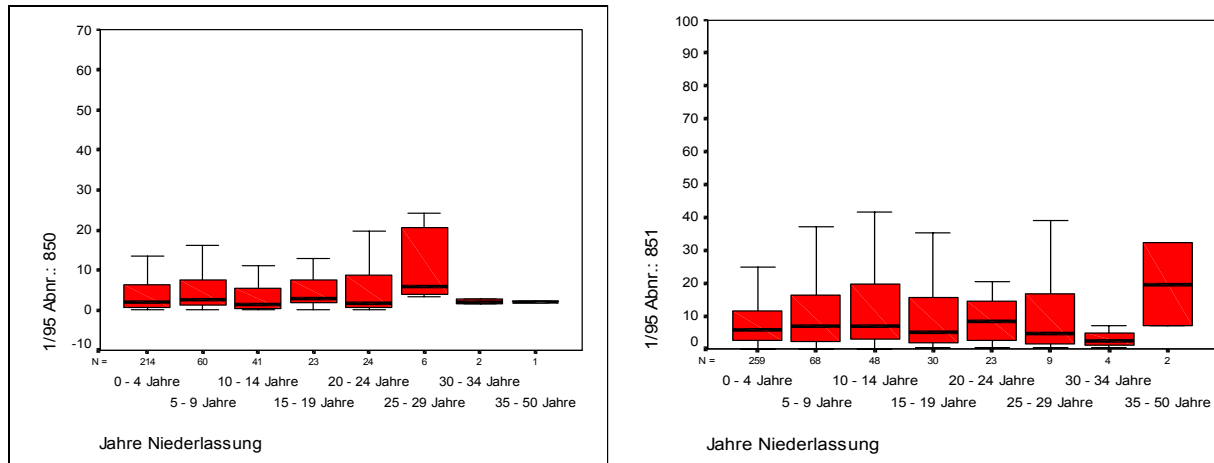 70
60
50
40
30
20
10
0
-10
1/95 Abnr.: 850
N = 214 60 41 23 24 6 2 1
0 - 4 Jahre 10 - 14 Jahre 20 - 24 Jahre 30 - 34 Jahre
5 - 9 Jahre 15 - 19 Jahre 25 - 29 Jahre 35 - 50 Jahre
Jahre Niederlassung
100
90
80
70
60
50
40
30
20
10
0
1/95 Abnr.: 851
N = 259 68 48 30 23 9 4 2
0 - 4 Jahre 10 - 14 Jahre 20 - 24 Jahre 30 - 34 Jahre
5 - 9 Jahre 15 - 19 Jahre 25 - 29 Jahre 35 - 50 Jahre
Jahre Niederlassung